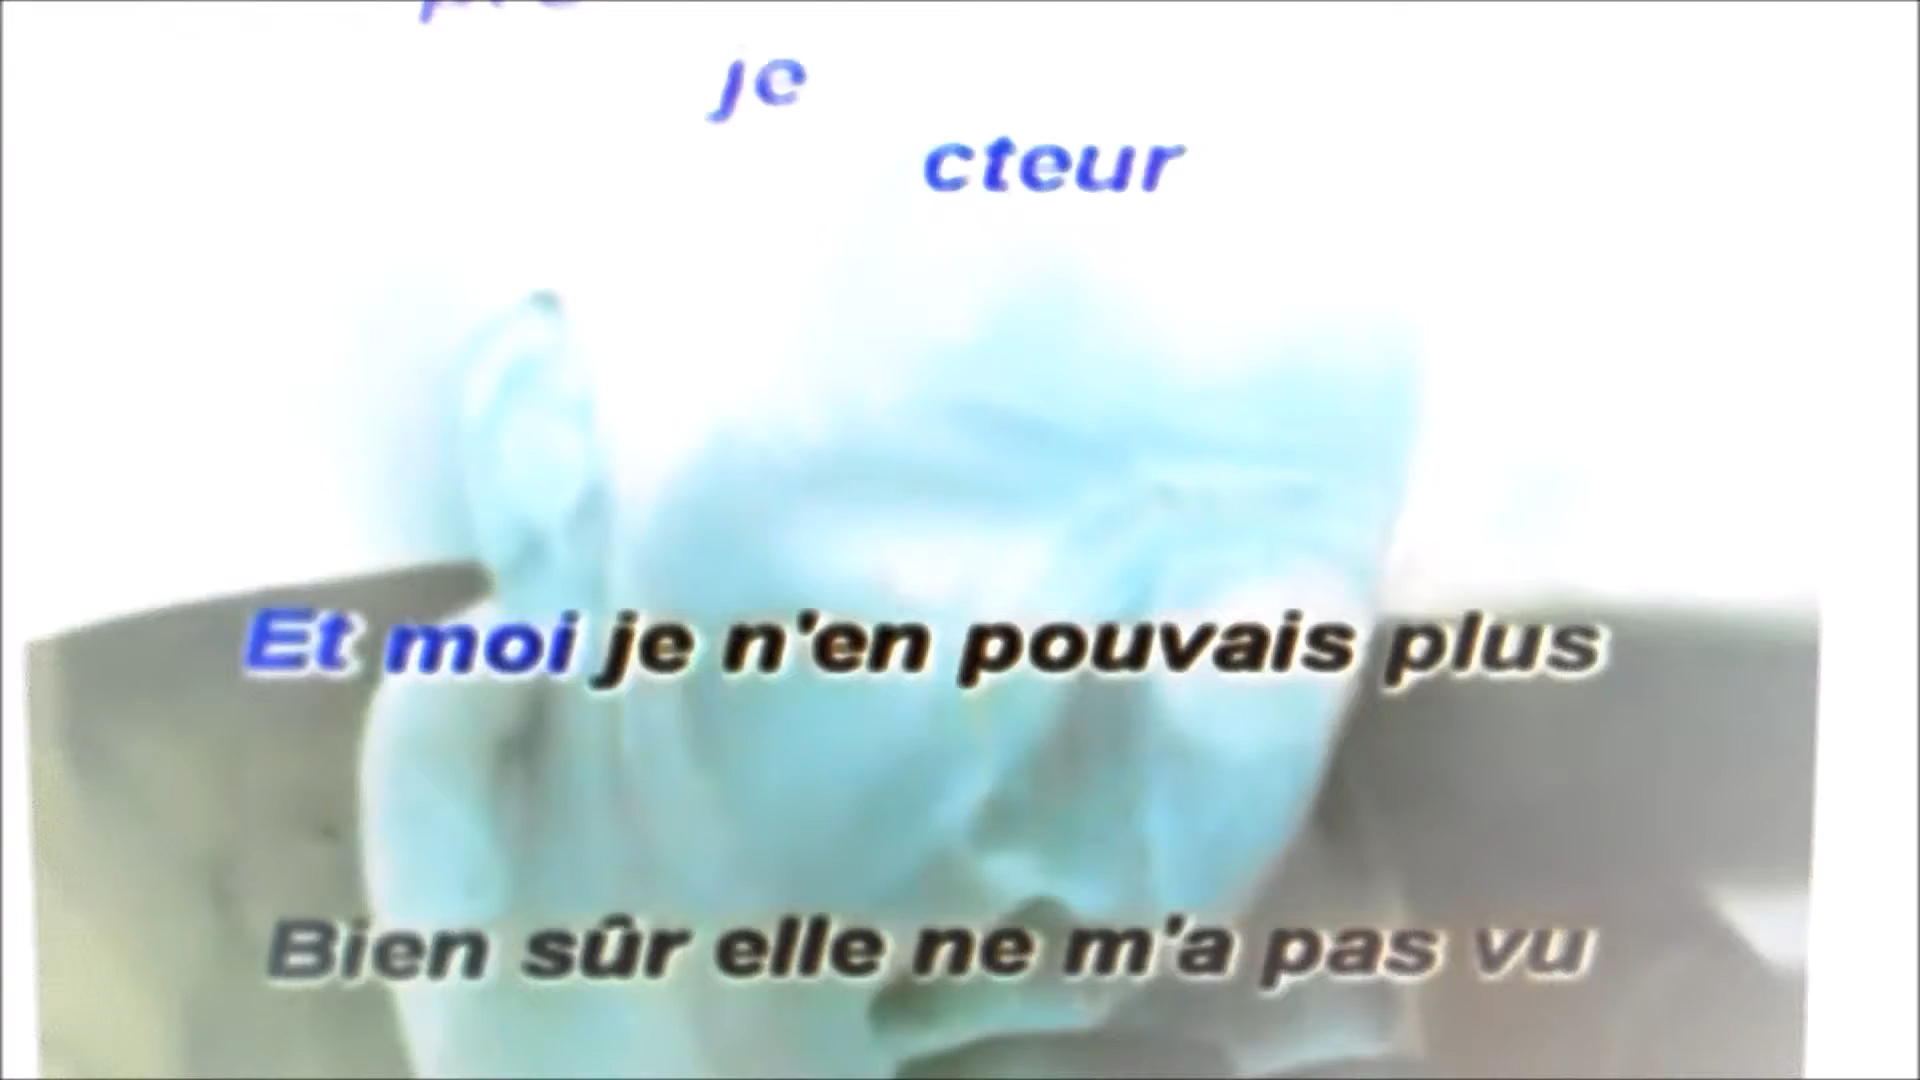 je
cteur
Et moi je n'en pouvais plus
Bien sûr elle ne m'a pas vu